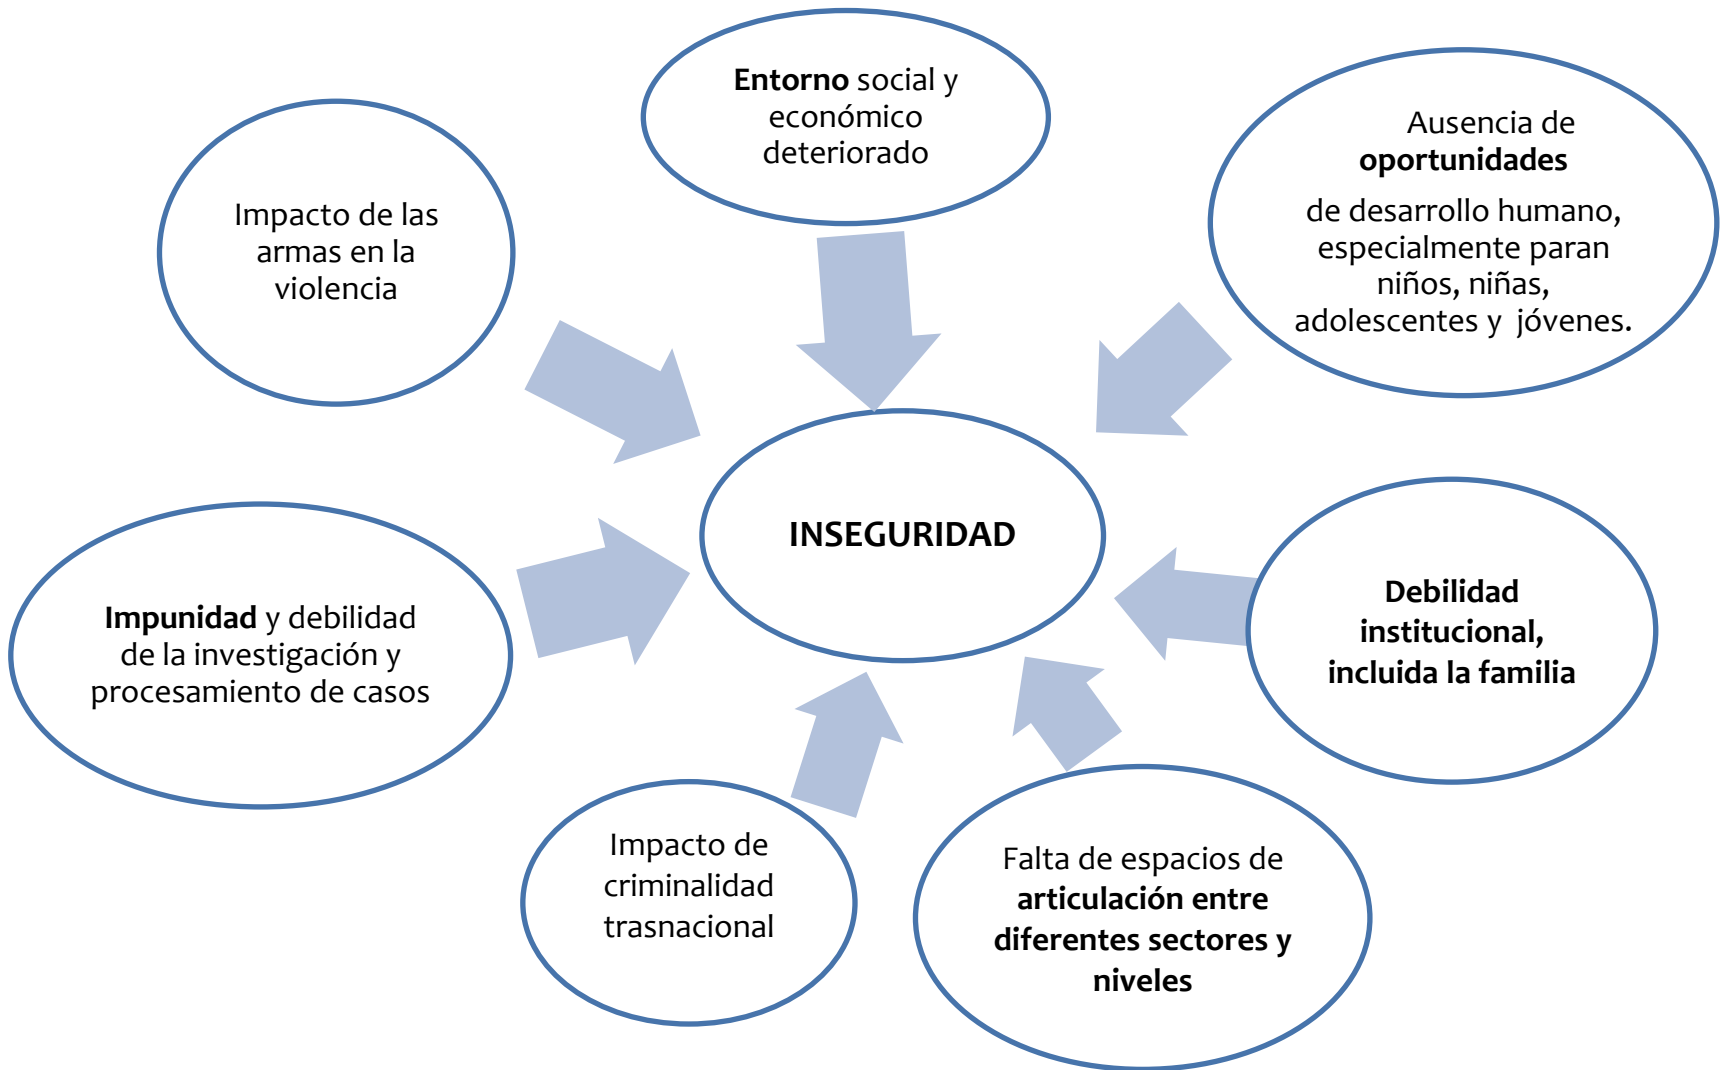 Entorno social y
económico
deteriorado
Ausencia de
oportunidades
de desarrollo humano,
especialmente paran
niños, niñas,
adolescentes y jóvenes.
Impacto de las
armas en la
violencia
INSEGURIDAD
Debilidad
institucional,
incluida la familia
Impunidad y debilidad
de la investigación y
procesamiento de casos
Impacto de
criminalidad
trasnacional
Falta de espacios de
articulación entre
diferentes sectores y
niveles